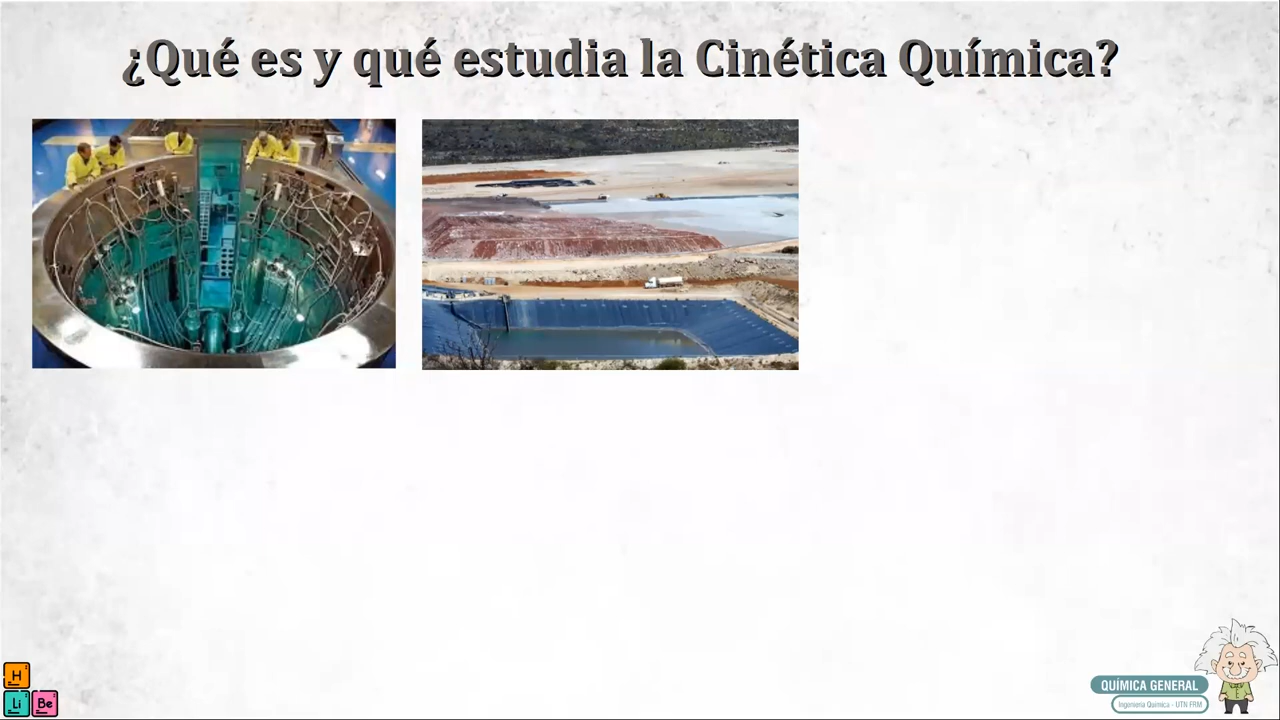 ¿Qué es y qué estudia la Cinética Química?
H
Li Be
QUÍMICA GENERAL
Ingeniería Química - UTN FRM